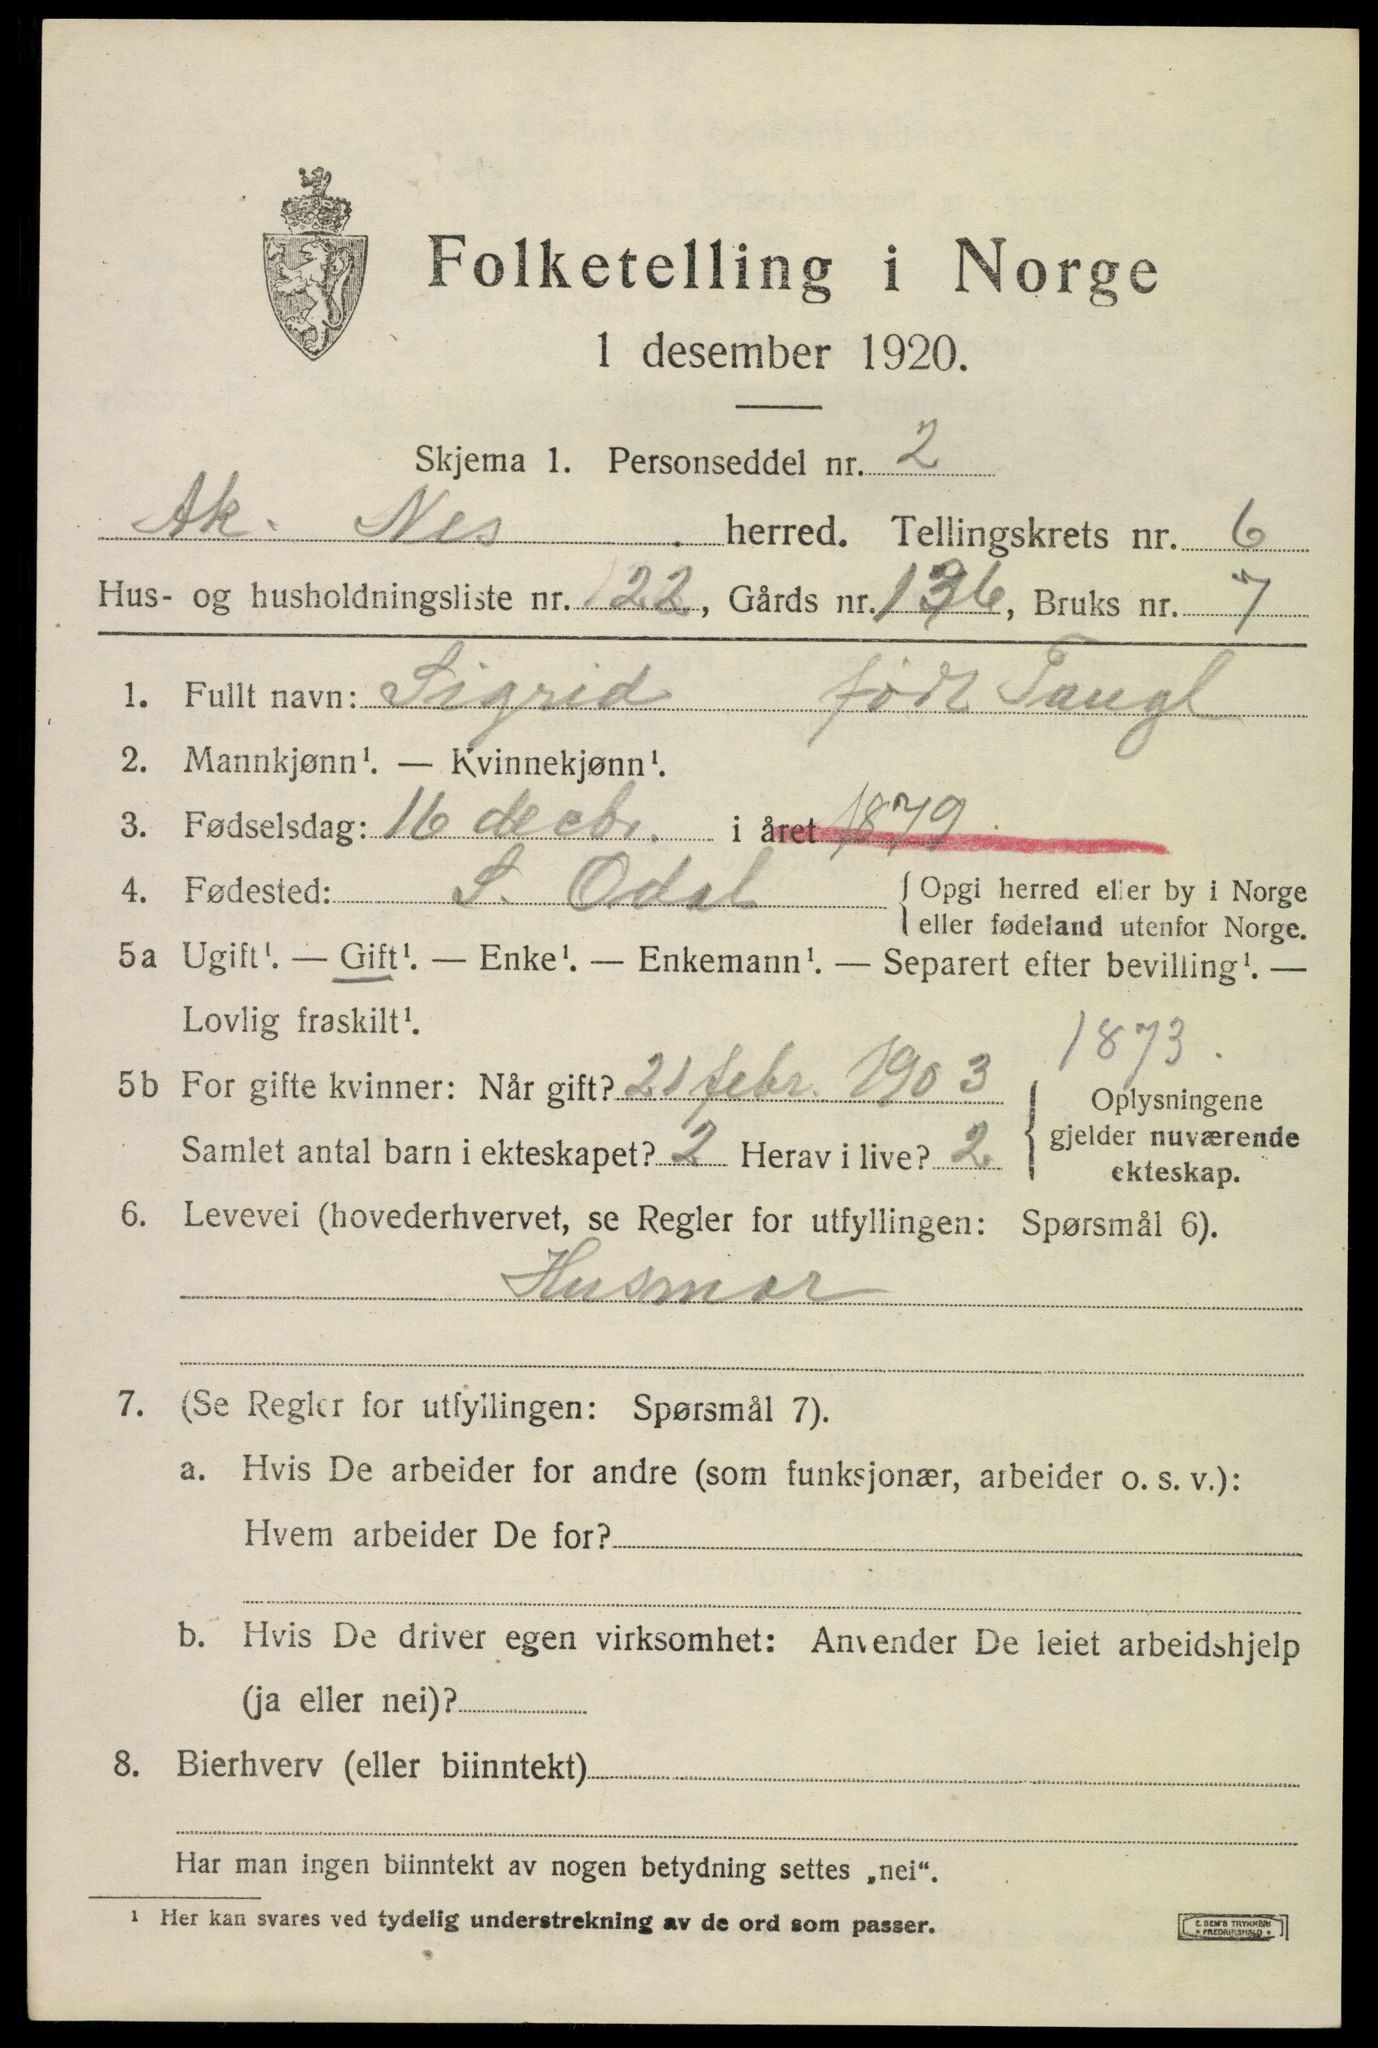 Folketelling i Norge
1 desember 1920.
Skjema 1. Personseddel nr. 2
Ak. Nes herred. Tellingskrets nr. 6
Hus- og husholdningsliste nr. 122, Gårds nr. 136, Bruks nr. 7
1. Fullt navn: Sigrid født
2. Mannkjønn¹. — Kvinnekjønn¹.
3. Fødselsdag: 16 decbr. i året 1879
4. Fødested: S. Odal { Opgi herred eller by i Norge
eller fødeland utenfor Norge.
5a Ugift¹. — Gift¹. — Enke¹. — Enkemann¹. — Separert efter bevilling¹. —
Lovlig fraskilt¹.
1873.
5b For gifte kvinner: Når gift? 21 febr. 1903
Samlet antal barn i ekteskapet? 2 Herav i live? 2
{ Oplysningene
gjelder nuværende
ekteskap.
6. Levevei (hovederhvervet, se Regler for utfyllingen: Spørsmål 6).
Husmor
7. (Se Regler for utfyllingen: Spørsmål 7).
a. Hvis De arbeider for andre (som funksjonær, arbeider o. s. v.):
Hvem arbeider De for?
b. Hvis De driver egen virksomhet: Anvender De leiet arbeidshjelp
(ja eller nei)?
8. Bierhverv (eller biinntekt)
Har man ingen biinntekt av nogen betydning settes „nei“.
¹ Her kan svares ved tydelig understrekning av de ord som passer.
E. SEM'S TRYKKERI
* FREDRIKSHALD *